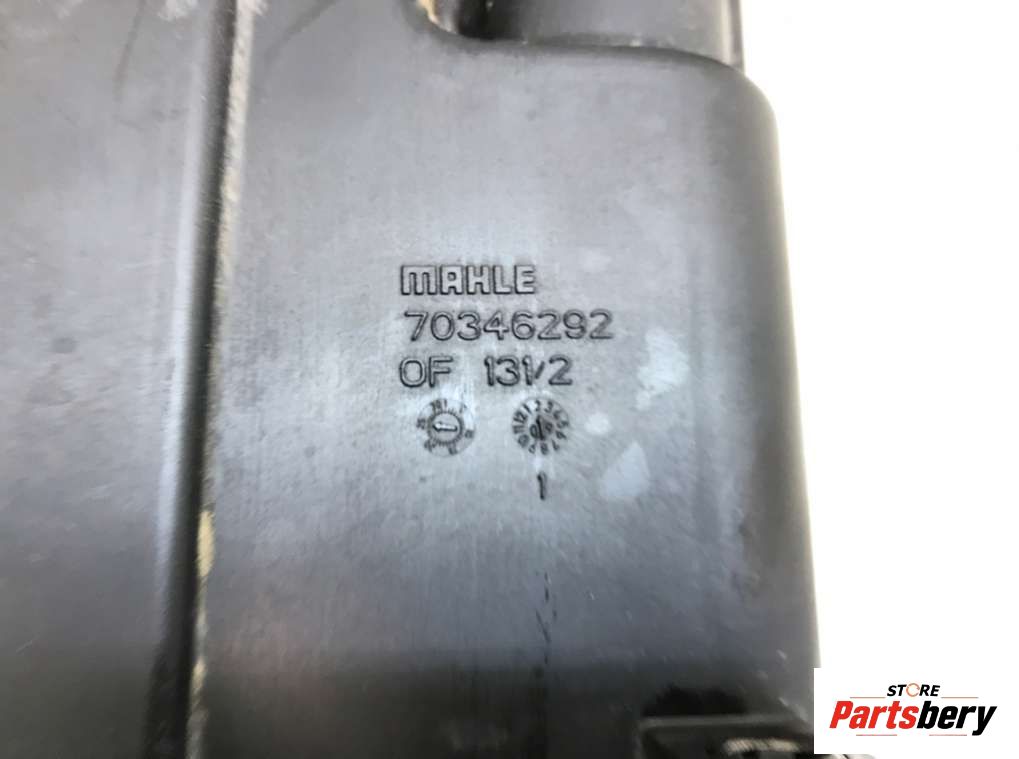 MAHLE
70346292
OF 131/2
1
STORE
Partsbery